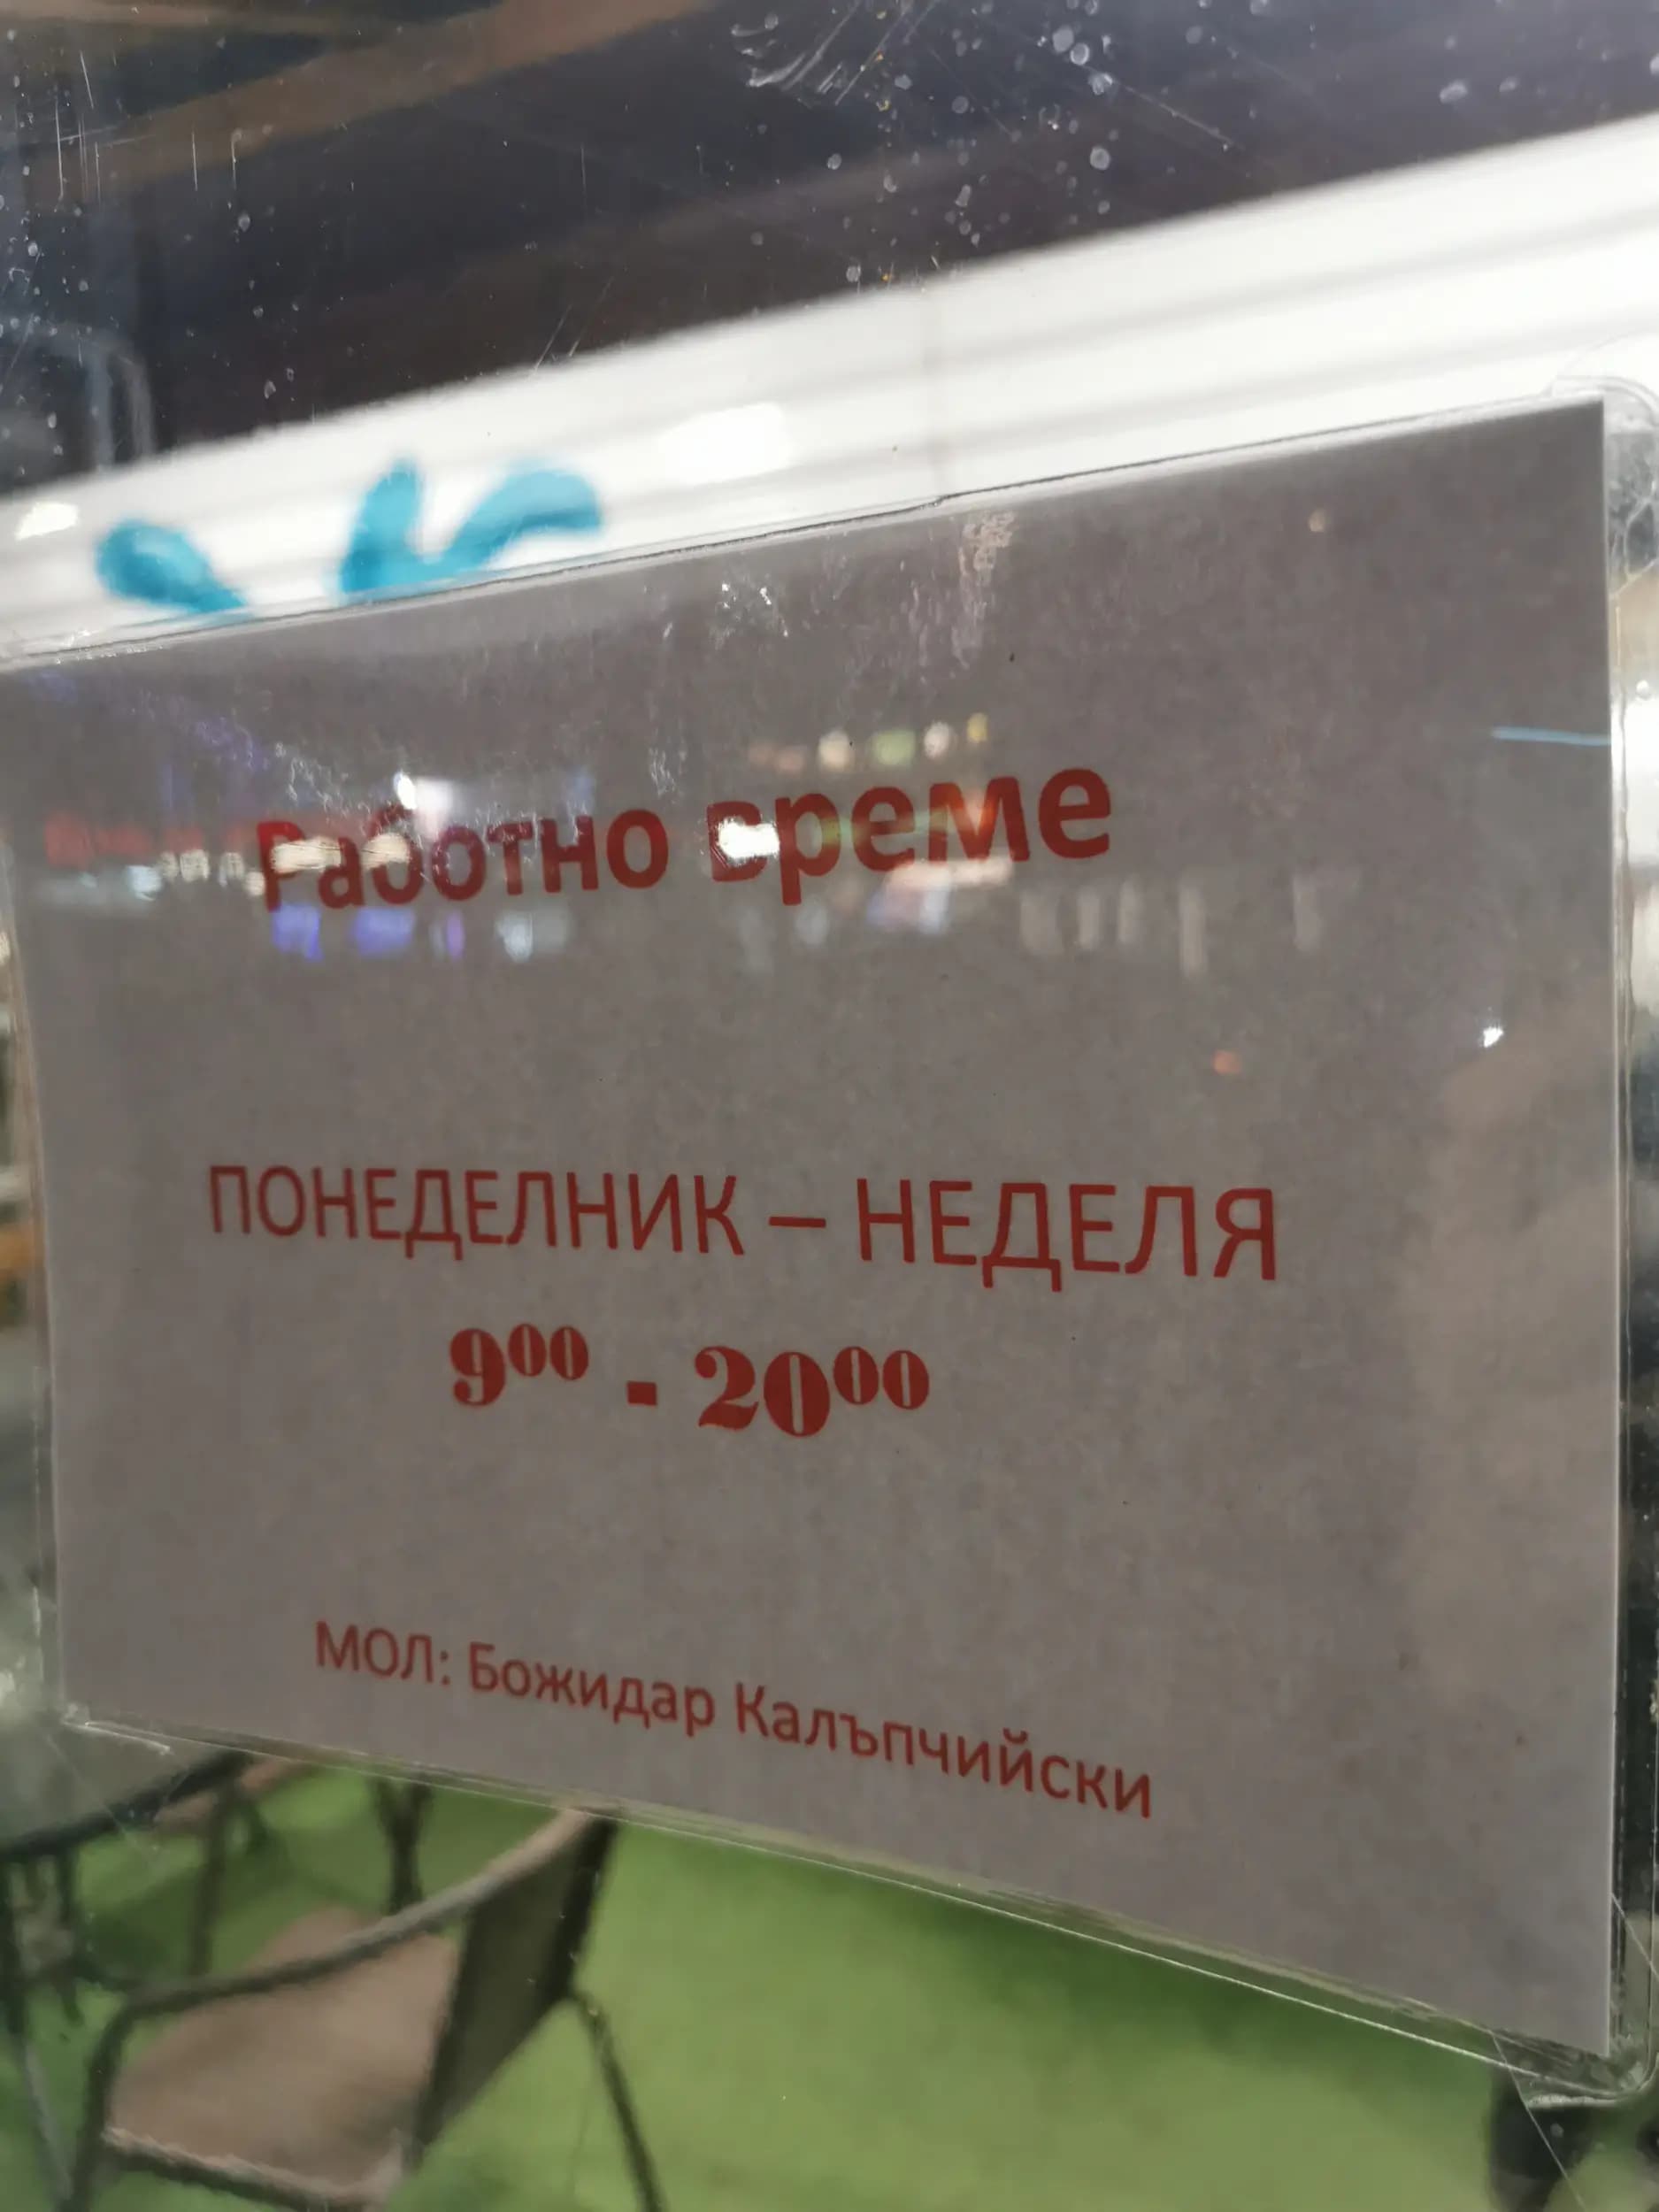 Работно време
ПОНЕДЕЛНИК – НЕДЕЛЯ
9⁰⁰ - 20⁰⁰
МОЛ: Божидар Калъпчийски